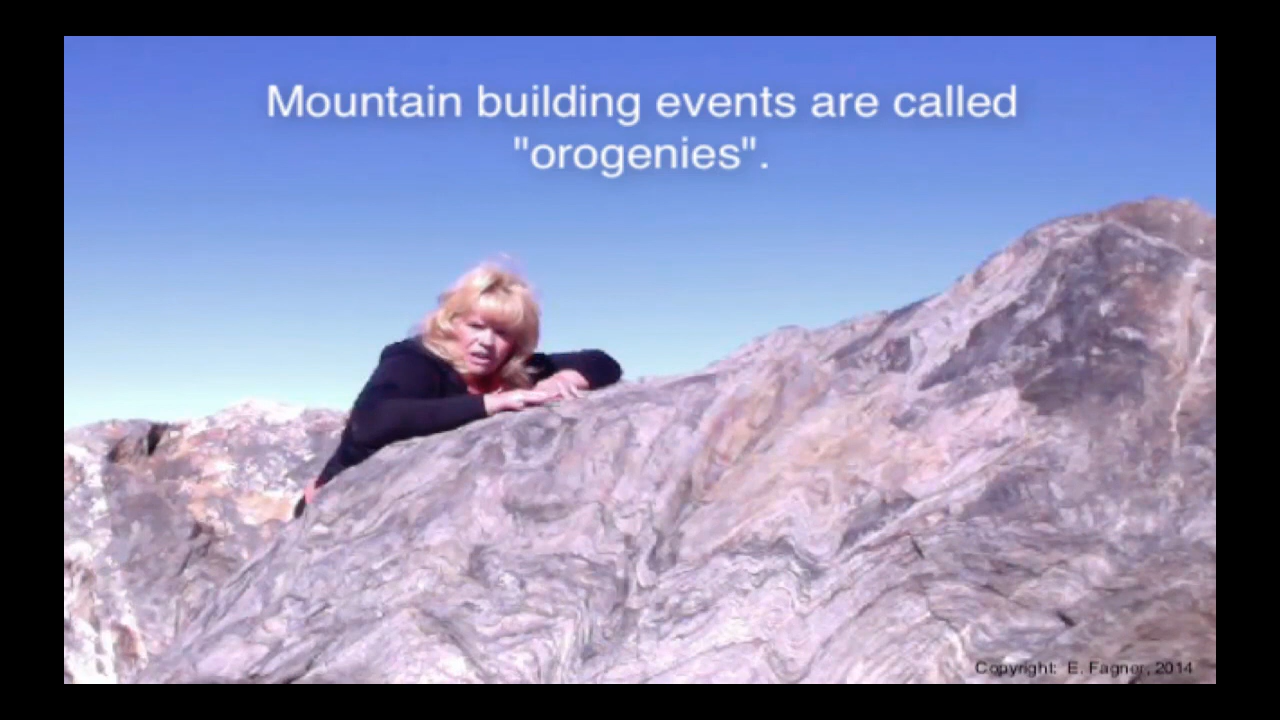 Mountain building events are called
"orogenies".
Copyright:  E. Fagner, 2014